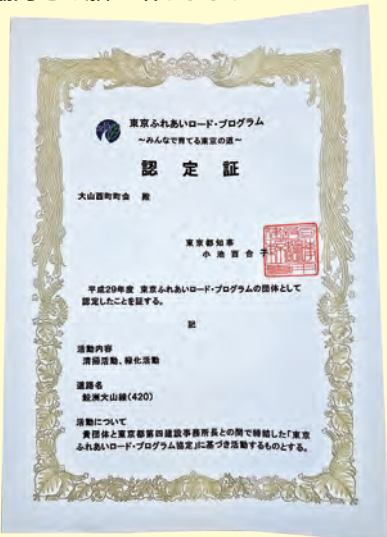 東京ふれあいロード・プログラム
～みんなで育てる東京の道～
認定証
大山西町町会 殿
東京都知事
小池百合子
平成29年度 東京ふれあいロード・プログラムの団体として
認定したことを証する。
記
活動内容
清掃活動、緑化活動
道路名
鮫洲大山線(420)
活動について
貴団体と東京都第四建設事務所長との間で締結した「東京
ふれあいロード・プログラム協定」に基づき活動するものとする。